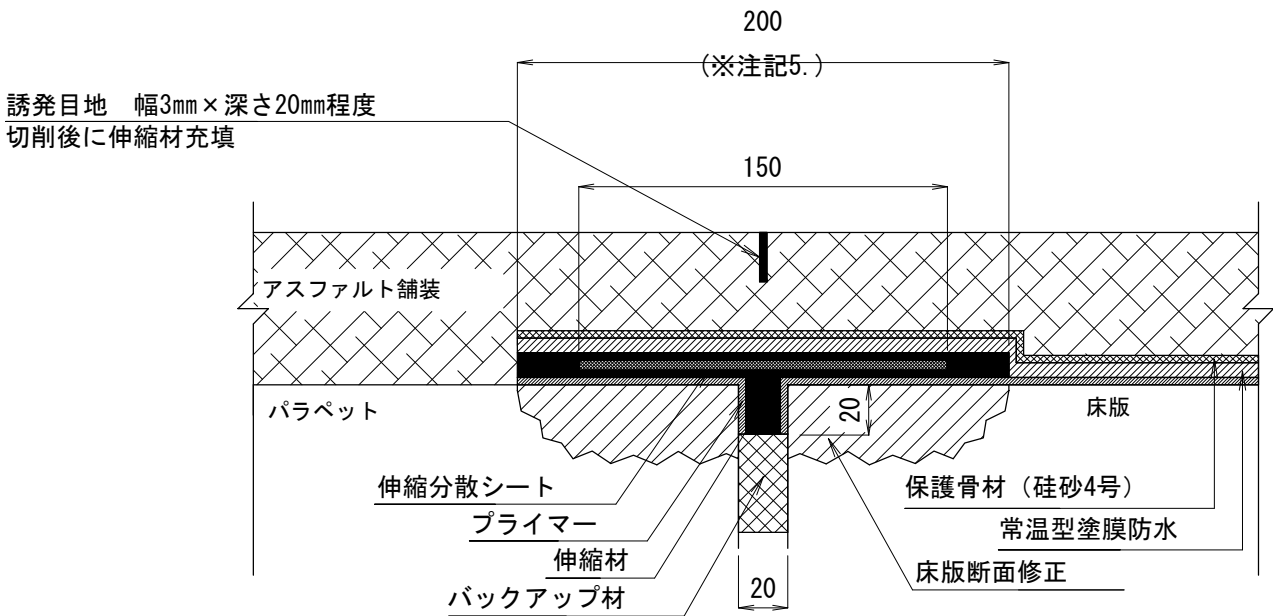 200
(※注記5.)
誘発目地　幅3mm×深さ20mm程度
切削後に伸縮材充填
150
アスファルト舗装
パラペット
20
床版
伸縮分散シート
保護骨材（硅砂4号）
プライマー
常温型塗膜防水
伸縮材
床版断面修正
バックアップ材
20